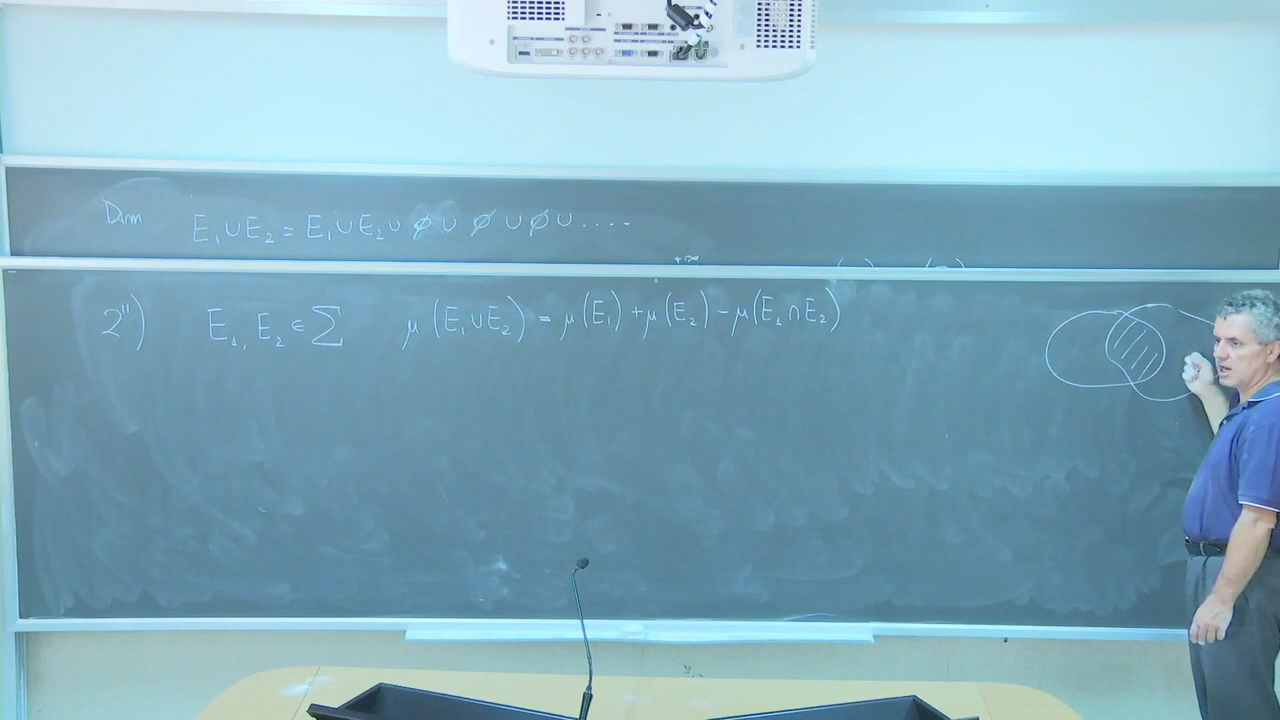 Dim E₁∪E₂ = E₁∪E₂∪∅∪∅∪∅∪....
+∞
2'') E₁, E₂ ∈ Σ μ(E₁∪E₂) = μ(E₁)+μ(E₂)-μ(E₁∩E₂)